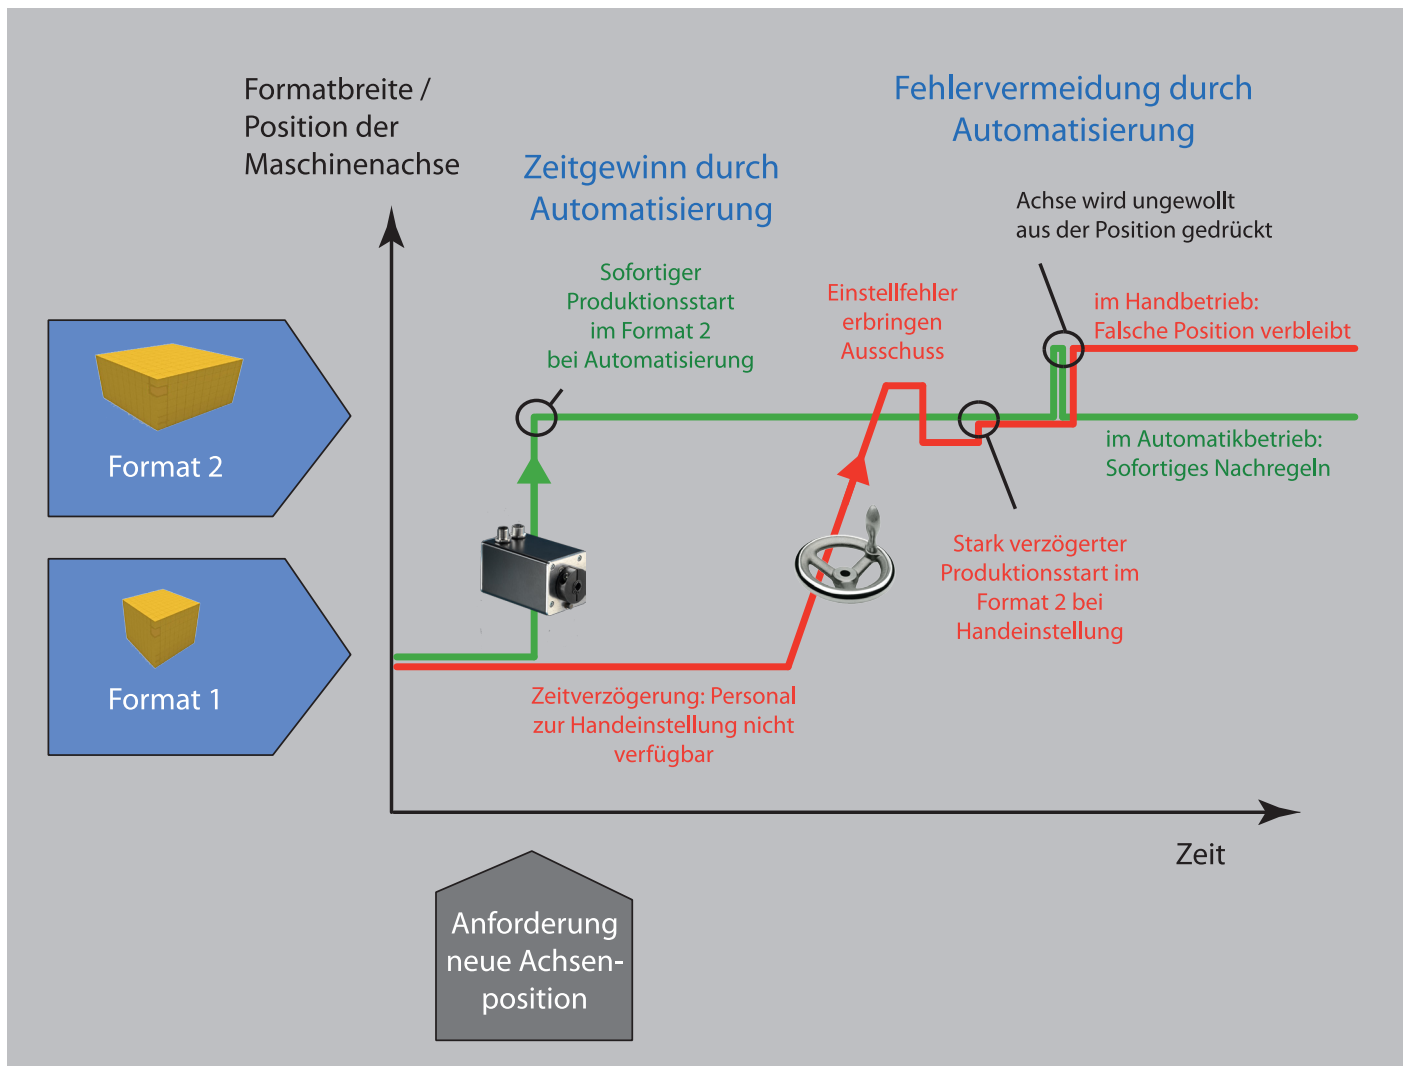 Formatbreite /
Position der
Maschinenachse
Fehlervermeidung durch
Automatisierung
Zeitgewinn durch
Automatisierung
Achse wird ungewollt
aus der Position gedrückt
Sofortiger
Produktionsstart
im Format 2
bei Automatisierung
Einstellfehler
erbringen
Ausschuss
im Handbetrieb:
Falsche Position verbleibt
im Automatikbetrieb:
Sofortiges Nachregeln
Format 2
Stark verzögerter
Produktionsstart im
Format 2 bei
Handeinstellung
Format 1
Zeitverzögerung: Personal
zur Handeinstellung nicht
verfügbar
Zeit
Anforderung
neue Achsen-
position